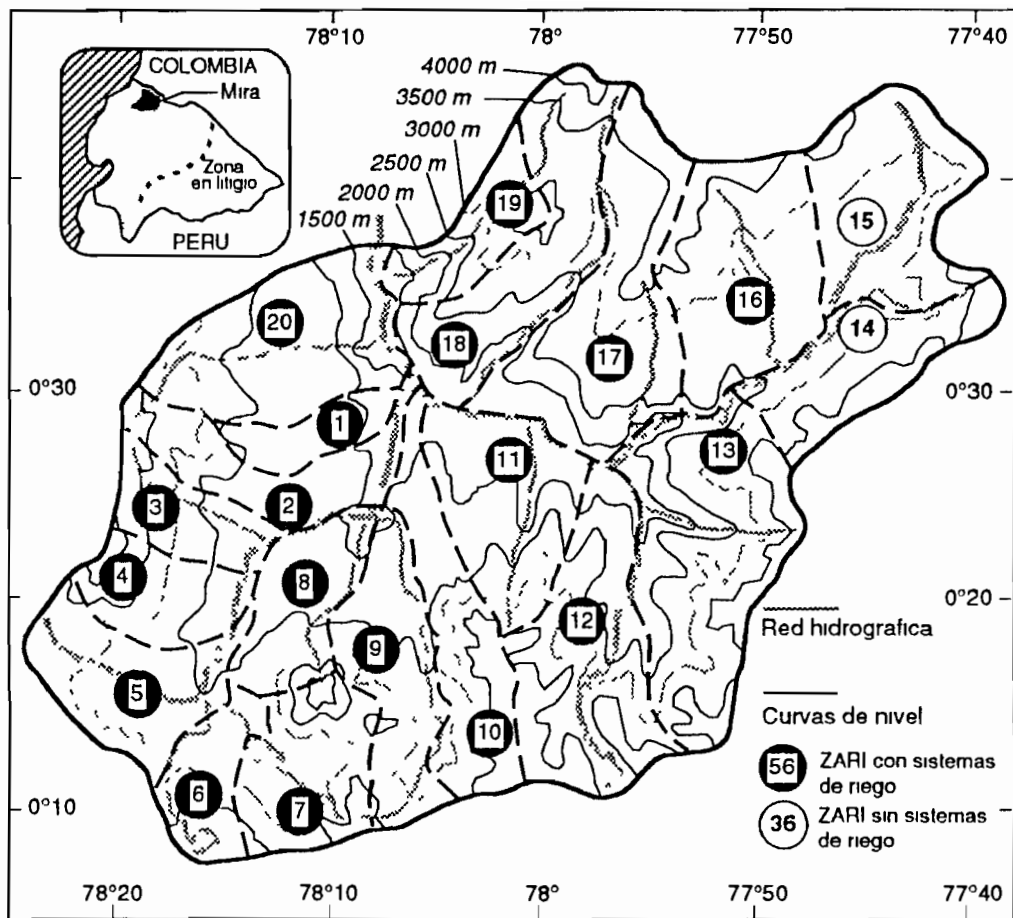 78°10
78°
77°50
77°40
COLOMBIA
Mira
Zona
en litigio
PERU
4000 m
3500 m
3000 m
2500 m
2000 m
1500 m
19
15
20
16
14
18
17
0°30
0°30
1
11
13
3
2
4
8
0°20
12
Red hidrografica
9
5
Curvas de nivel
10
56
ZARI con sistemas
de riego
6
7
0°10
36
ZARI sin sistemas
de riego
78°20
78°10
78°
77°50
77°40